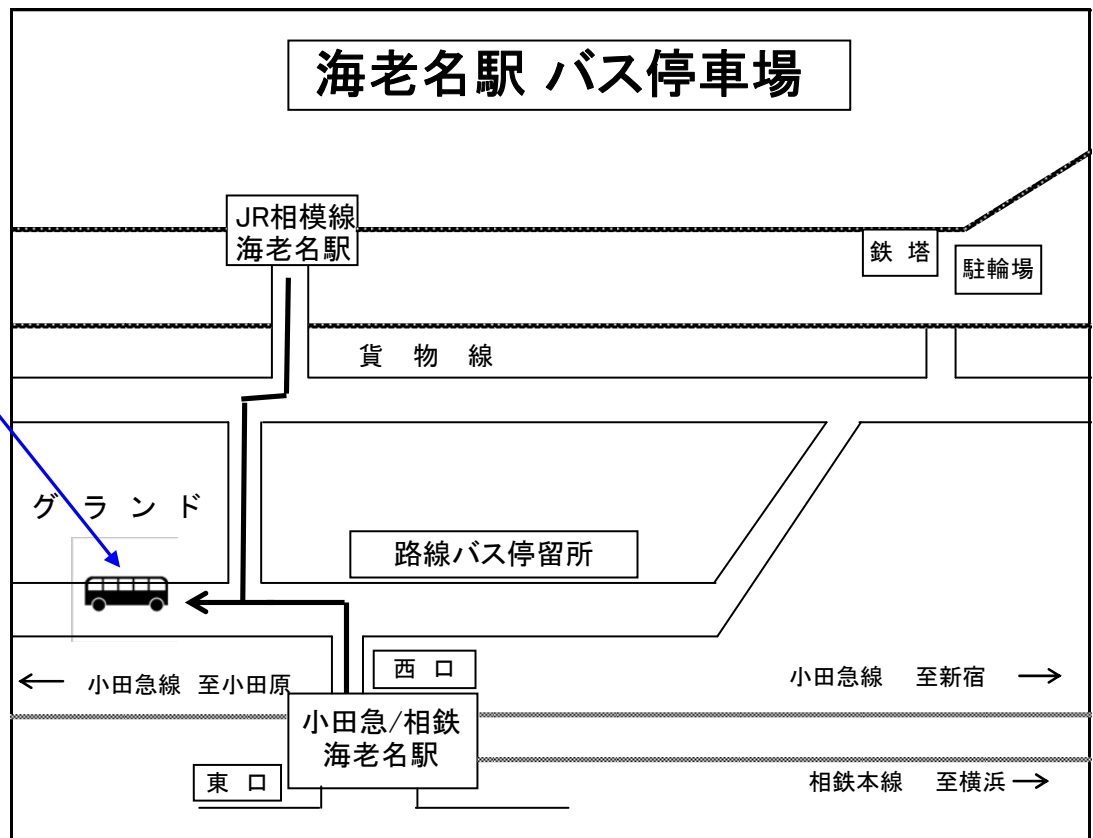 海老名駅 バス停車場
JR相模線
海老名駅
鉄 塔
駐輪場
貨 物 線
グ ラ ン ド
路線バス停留所
西 口
← 小田急線 至小田原
小田急線 至新宿 →
小田急/相鉄
海老名駅
東 口
相鉄本線 至横浜→